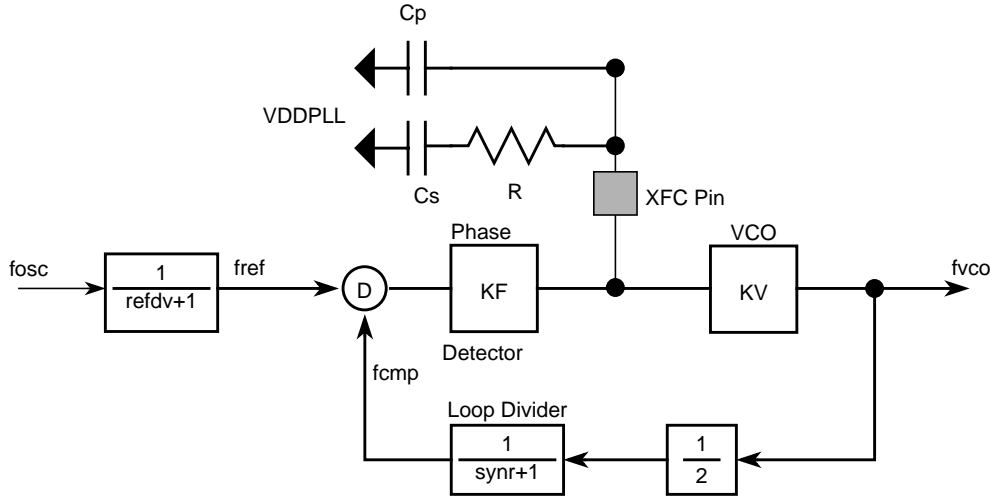 Cp
VDDPLL
Cs
R
XFC Pin
Phase
VCO
fosc
1
refdv+1
fref
D
KF
KV
fvco
Detector
fcmp
Loop Divider
1
synr+1
1
2